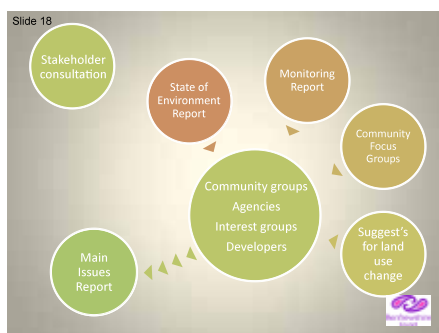 Slide 18
Stakeholder
consultation
State of
Environment
Report
Monitoring
Report
Community
Focus
Groups
Community groups
Agencies
Interest groups
Developers
Suggest's
for land
use
change
Main
Issues
Report